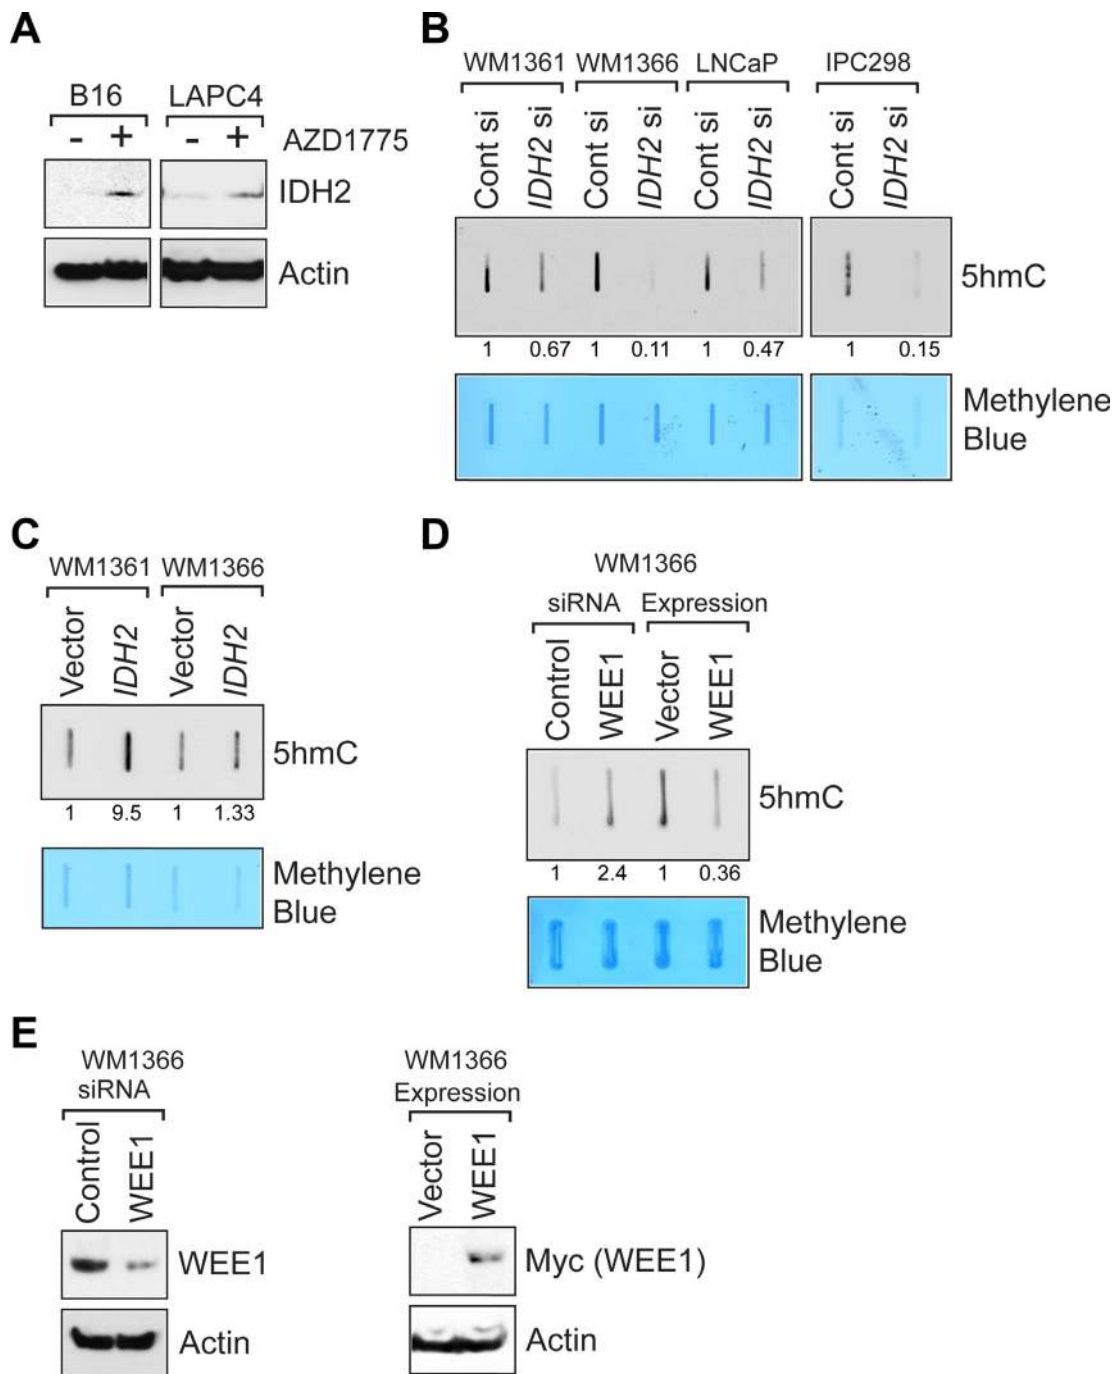 A
B16 LAPC4
- + - + AZD1775
IDH2
Actin
B
WM1361 WM1366 LNCaP IPC298
Cont si IDH2 si Cont si IDH2 si Cont si IDH2 si Cont si IDH2 si
5hmC
1 0.67 1 0.11 1 0.47 1 0.15
Methylene
Blue
C
WM1361 WM1366
Vector IDH2 Vector IDH2
5hmC
1 9.5 1 1.33
Methylene
Blue
D
WM1366
siRNA Expression
Control WEE1 Vector WEE1
5hmC
1 2.4 1 0.36
Methylene
Blue
E
WM1366
siRNA
Control WEE1
WEE1
Actin
WM1366
Expression
Vector WEE1
Myc (WEE1)
Actin